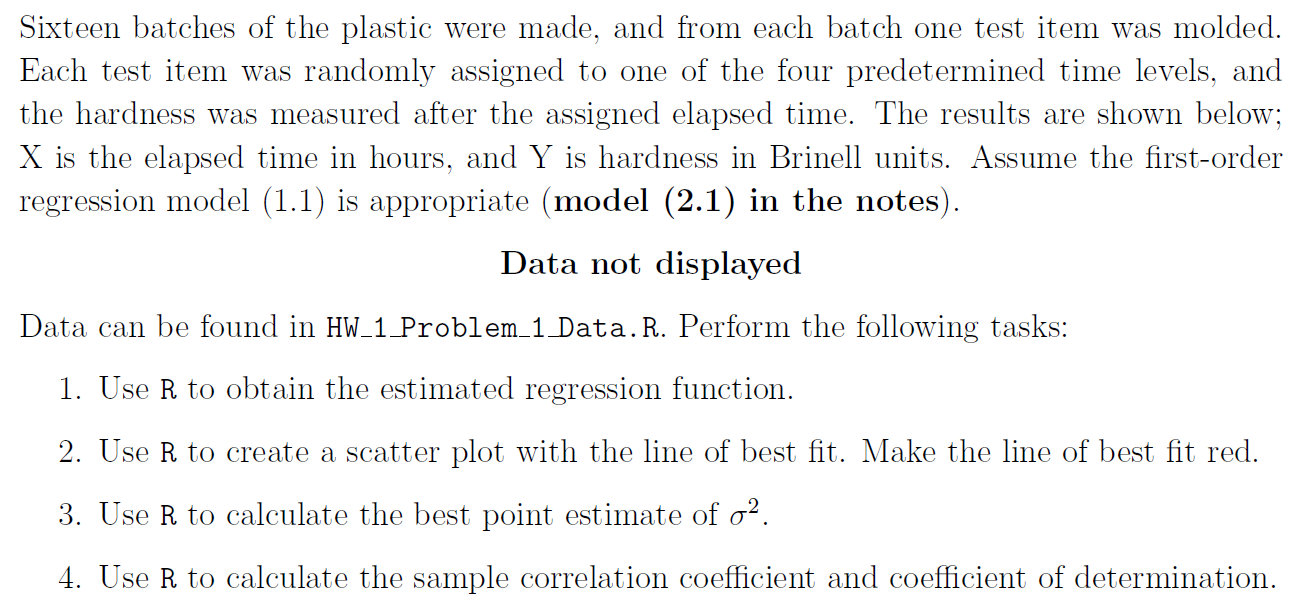 Sixteen batches of the plastic were made, and from each batch one test item was molded.
Each test item was randomly assigned to one of the four predetermined time levels, and
the hardness was measured after the assigned elapsed time. The results are shown below;
X is the elapsed time in hours, and Y is hardness in Brinell units. Assume the first-order
regression model (1.1) is appropriate (model (2.1) in the notes).
Data not displayed
Data can be found in HW_1_Problem_1_Data.R. Perform the following tasks:
1. Use R to obtain the estimated regression function.
2. Use R to create a scatter plot with the line of best fit. Make the line of best fit red.
3. Use R to calculate the best point estimate of σ².
4. Use R to calculate the sample correlation coefficient and coefficient of determination.